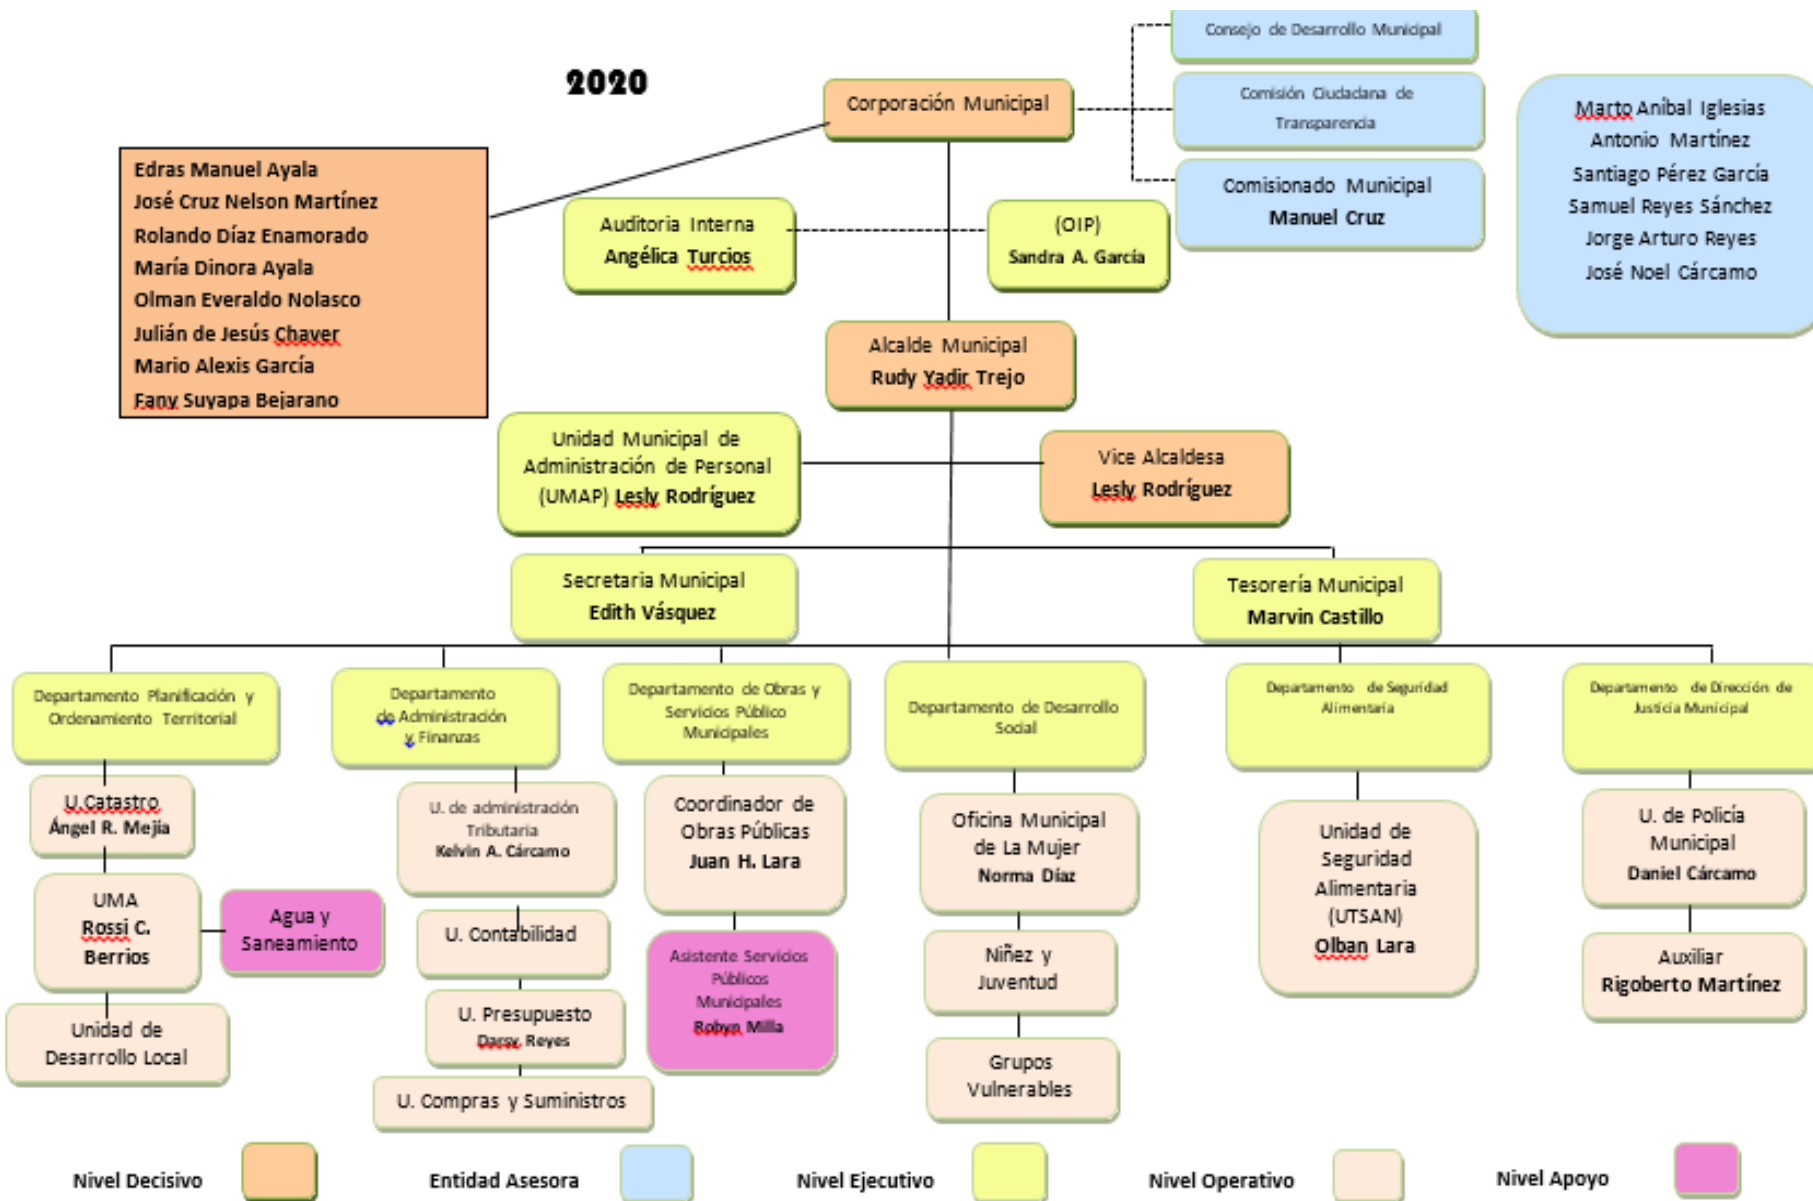 Consejo de Desarrollo Municipal
2020
Corporación Municipal
Comisión Ciudadana de
Transparencia
Comisionado Municipal
Manuel Cruz
Marto Aníbal Iglesias
Antonio Martínez
Santiago Pérez García
Samuel Reyes Sánchez
Jorge Arturo Reyes
José Noel Cárcamo
Edras Manuel Ayala
José Cruz Nelson Martínez
Rolando Díaz Enamorado
María Dinora Ayala
Olman Everaldo Nolasco
Julián de Jesús Chaver
Mario Alexis García
Fany Suyapa Bejarano
Auditoria Interna
Angélica Turcios
(OIP)
Sandra A. García
Alcalde Municipal
Rudy Yadir Trejo
Unidad Municipal de
Administración de Personal
(UMAP) Lesly Rodríguez
Vice Alcaldesa
Lesly Rodríguez
Secretaria Municipal
Edith Vásquez
Tesorería Municipal
Marvin Castillo
Departamento Planificación y
Ordenamiento Territorial
Departamento
de Administración
y Finanzas
Departamento de Obras y
Servicios Público
Municipales
Departamento de Desarrollo
Social
Departamento de Seguridad
Alimentaria
Departamento de Dirección de
Justicia Municipal
U.Catastro
Ángel R. Mejía
UMA
Rossi C.
Berrios
Agua y
Saneamiento
Unidad de
Desarrollo Local
U. de administración
Tributaria
Kelvin A. Cárcamo
U. Contabilidad
U. Presupuesto
Darsy Reyes
U. Compras y Suministros
Coordinador de
Obras Públicas
Juan H. Lara
Asistente Servicios
Públicos
Municipales
Robyn Milla
Oficina Municipal
de La Mujer
Norma Díaz
Niñez y
Juventud
Grupos
Vulnerables
Unidad de
Seguridad
Alimentaria
(UTSAN)
Olban Lara
U. de Policía
Municipal
Daniel Cárcamo
Auxiliar
Rigoberto Martínez
Nivel Decisivo
Entidad Asesora
Nivel Ejecutivo
Nivel Operativo
Nivel Apoyo